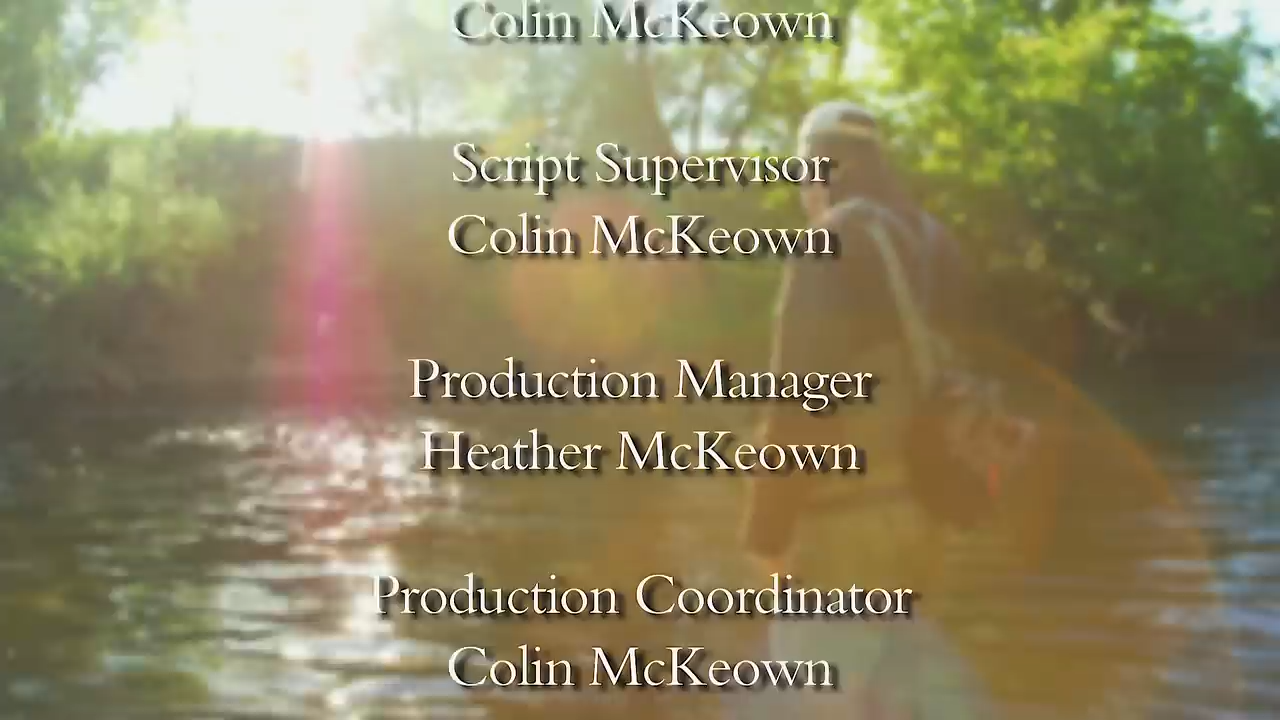 Colin McKeown
Script Supervisor
Colin McKeown
Production Manager
Heather McKeown
Production Coordinator
Colin McKeown